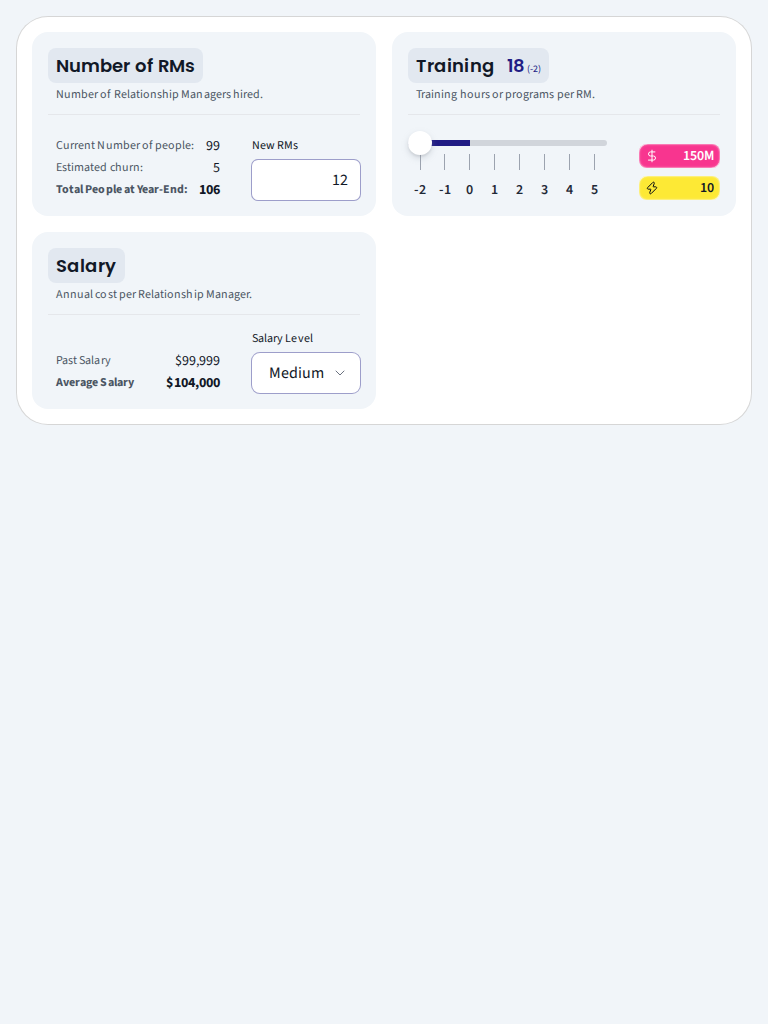 Number of RMs
Number of Relationship Managers hired.
Current Number of people: 99
Estimated churn: 5
Total People at Year-End: 106
New RMs
12
Training 18 (-2)
Training hours or programs per RM.
-2 -1 0 1 2 3 4 5
$ 150M
10
Salary
Annual cost per Relationship Manager.
Past Salary $99,999
Average Salary $104,000
Salary Level
Medium